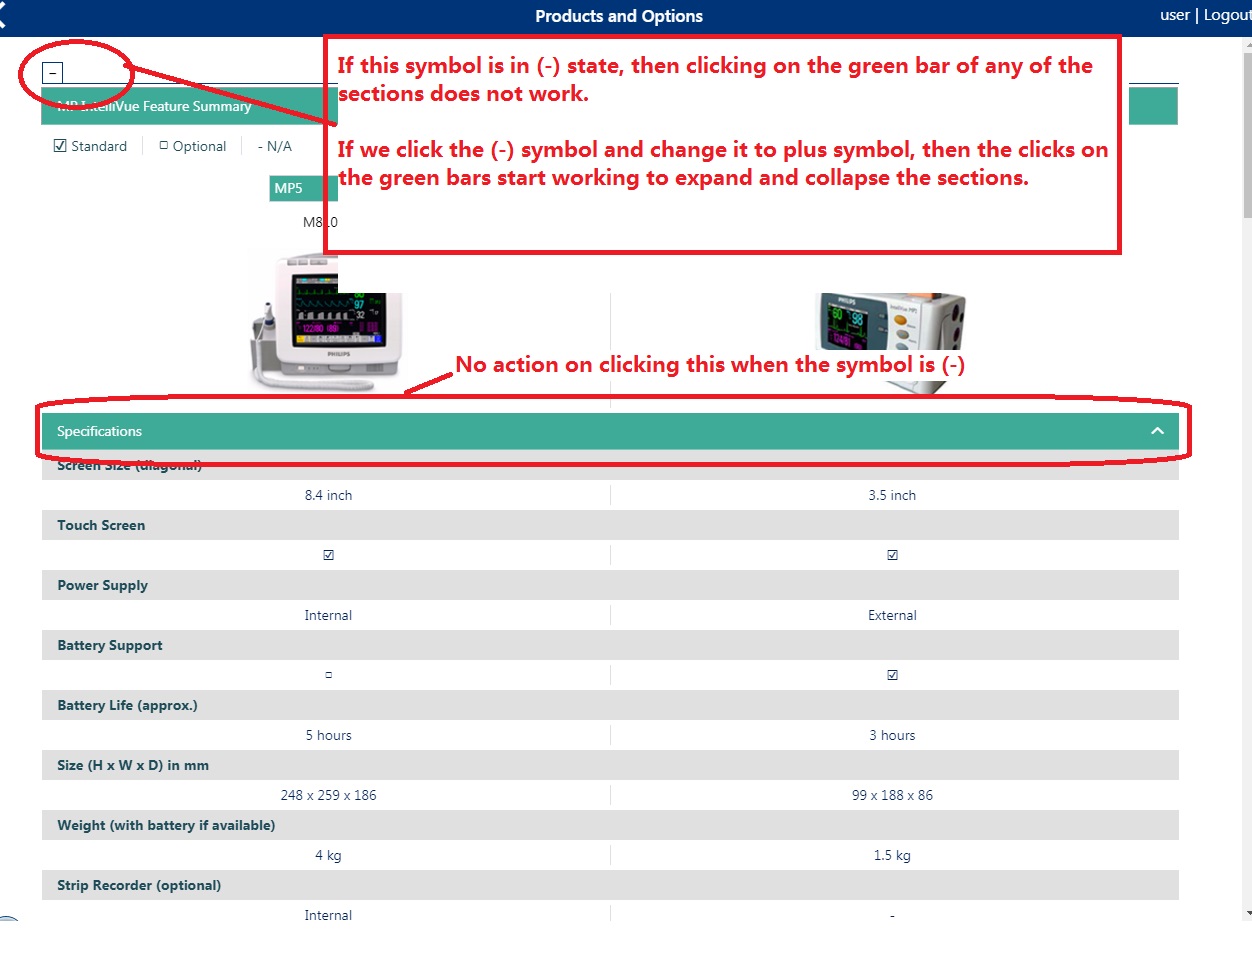 Products and Options
user | Logout
If this symbol is in (-) state, then clicking on the green bar of any of the
sections does not work.
If we click the (-) symbol and change it to plus symbol, then the clicks on
the green bars start working to expand and collapse the sections.
MP IntelliVue Feature Summary
☑ Standard
□ Optional
- N/A
MP5
PHILIPS
PHILIPS
No action on clicking this when the symbol is (-)
Specifications
Screen Size (diagonal)
8.4 inch 3.5 inch
Touch Screen
☑ ☑
Power Supply
Internal External
Battery Support
□ ☑
Battery Life (approx.)
5 hours 3 hours
Size (H x W x D) in mm
248 x 259 x 186 99 x 188 x 86
Weight (with battery if available)
4 kg 1.5 kg
Strip Recorder (optional)
Internal -